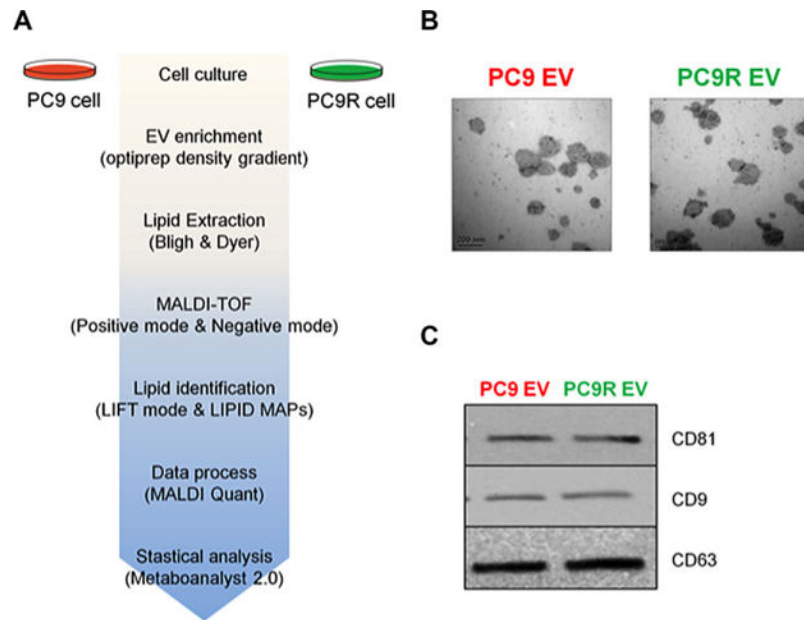 A
PC9 cell
PC9R cell
Cell culture
EV enrichment
(optiprep density gradient)
Lipid Extraction
(Bligh & Dyer)
MALDI-TOF
(Positive mode & Negative mode)
Lipid identification
(LIFT mode & LIPID MAPs)
Data process
(MALDI Quant)
Stastical analysis
(Metaboanalyst 2.0)
B
PC9 EV
PC9R EV
200 nm
C
PC9 EV
PC9R EV
CD81
CD9
CD63